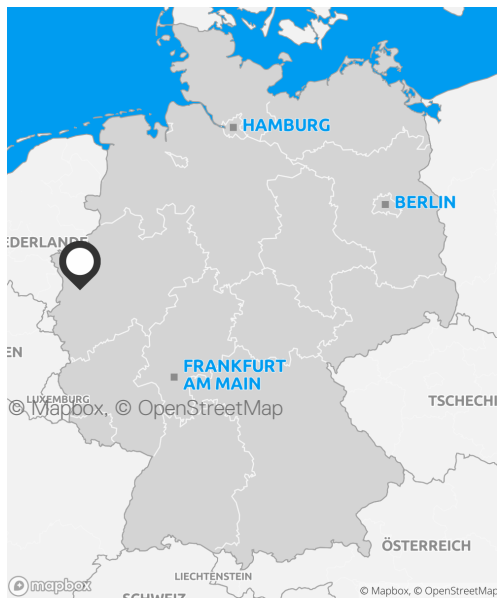 HAMBURG
BERLIN
EDERLANDE
EN
FRANKFURT
AM MAIN
LUXEMBURG
© Mapbox, © OpenStreetMap
TSCHECHI
ÖSTERREICH
LIECHTENSTEIN
mapbox
© Mapbox, © OpenStreetMap
SCHWEIZ